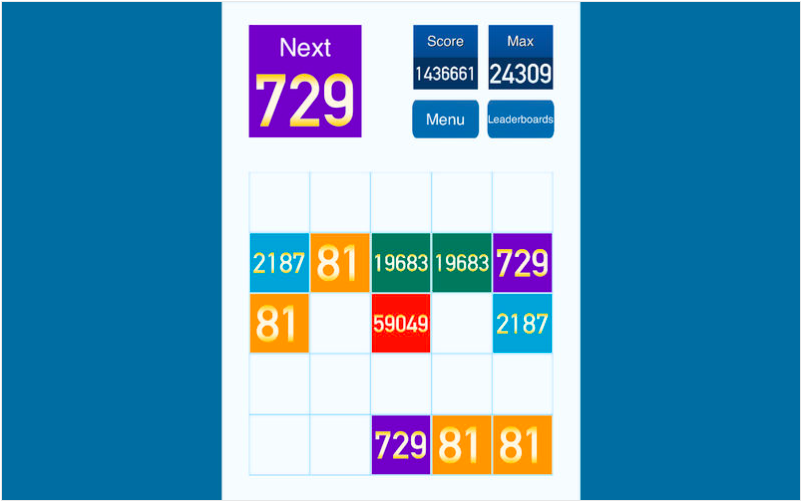 Next
729
Score
1436661
Max
24309
Menu
Leaderboards
2187 81 19683 19683 729
81 59049 2187
729 81 81